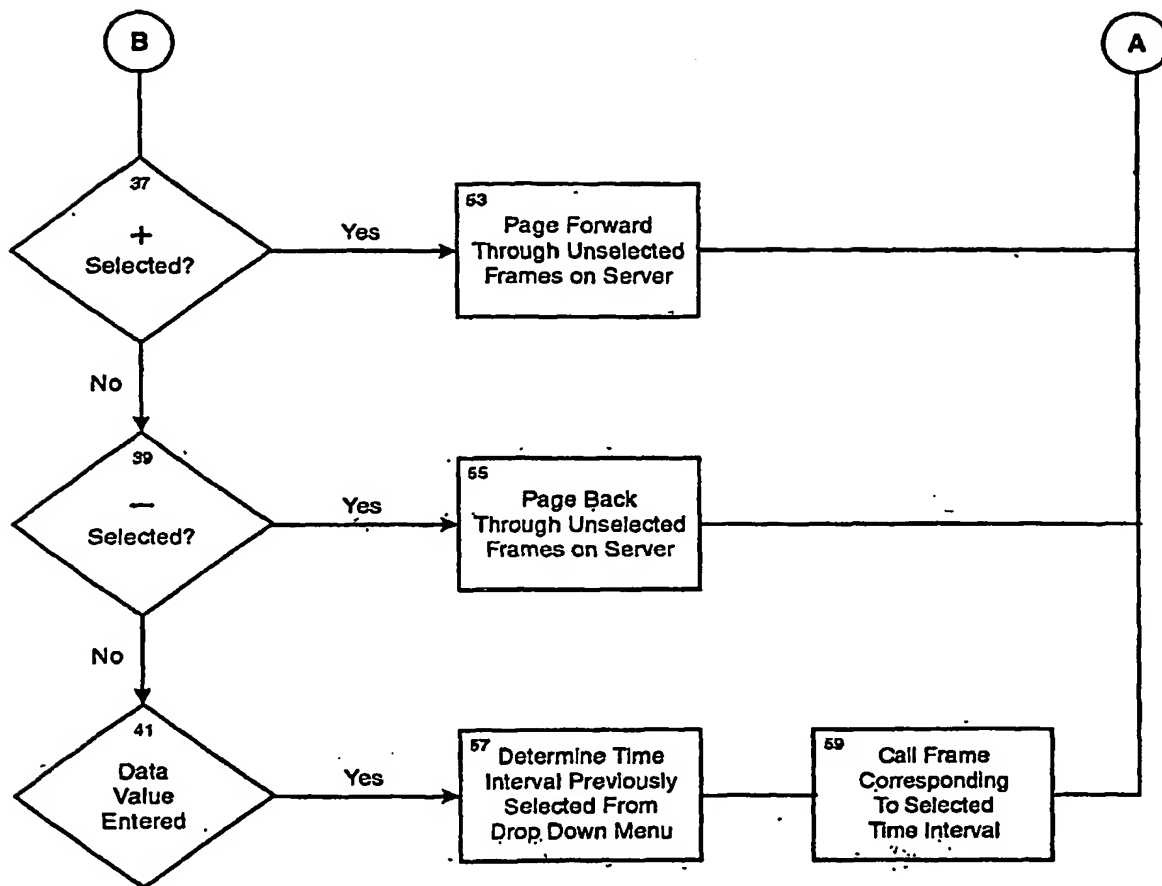 B
A
37
+
Selected?
Yes
53
Page Forward
Through Unselected
Frames on Server
No
39
−
Selected?
Yes
55
Page Back
Through Unselected
Frames on Server
No
41
Data
Value
Entered
Yes
57
Determine Time
Interval Previously
Selected From
Drop Down Menu
59
Call Frame
Corresponding
To Selected
Time Interval